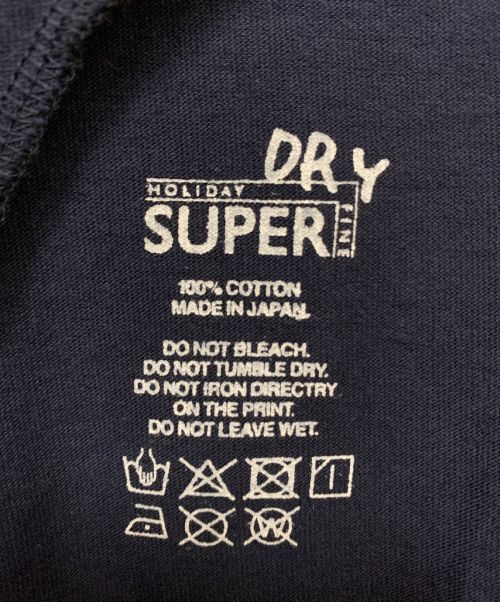 DRY
HOLIDAY
SUPER
FINE
100% COTTON
MADE IN JAPAN.
DO NOT BLEACH.
DO NOT TUMBLE DRY.
DO NOT IRON DIRECTRY
ON THE PRINT.
DO NOT LEAVE WET.
W